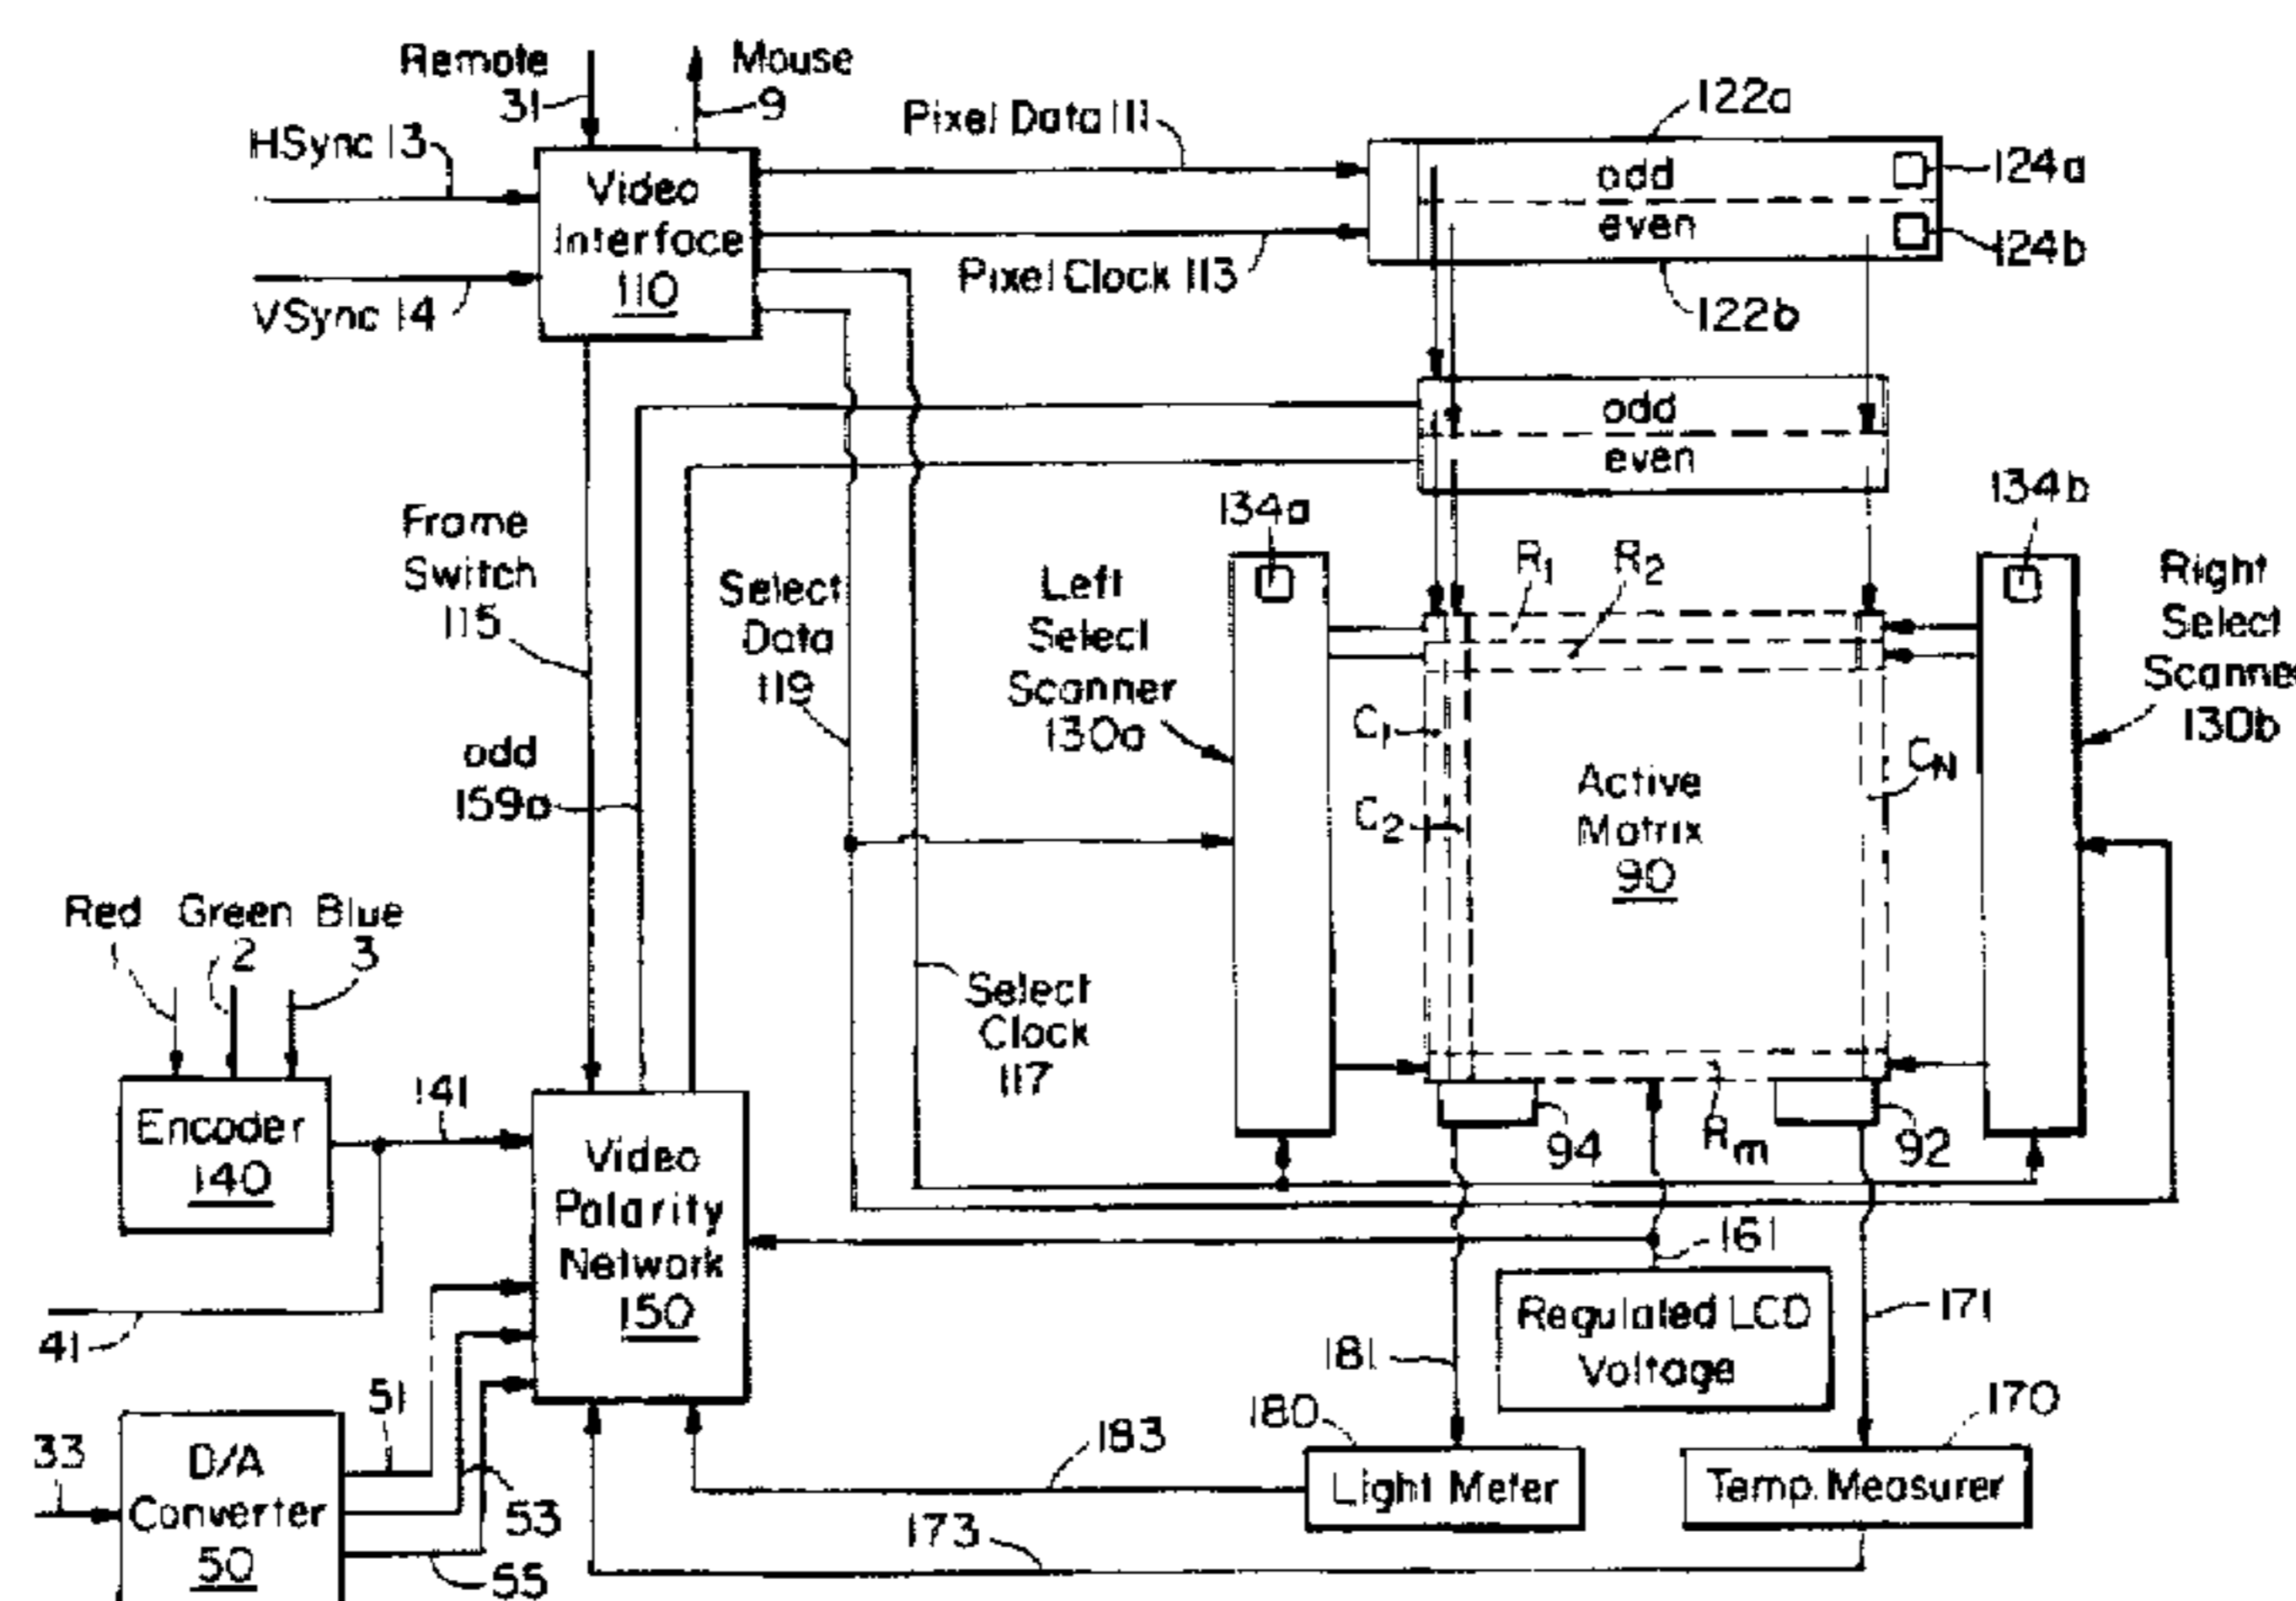 Remote
31
Mouse
9
HSync 13
VSync 14
Video
Interface
110
Pixel Data 111
Pixel Clock 113
122a
odd
even
124a
124b
122b
odd
even
Frame
Switch
115
Select
Data
119
Left
Select
Scanner
130a
134a
134b
Right
Select
130b
R1
R2
C1
C2
CN
Active
Matrix
90
odd
159a
Red
Green
2
Blue
3
Select
Clock
117
Encoder
140
141
Video
Polarity
Network
150
94
Rm
92
161
Regulated LCD
Voltage
171
181
180
Light Meter
170
Temp. Measurer
183
173
41
51
33
D/A
Converter
50
53
55